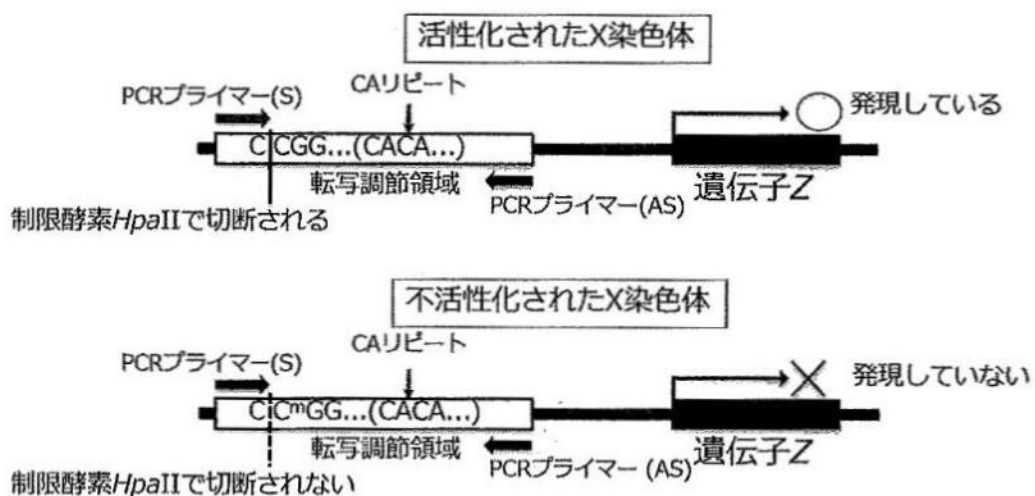 活性化されたX染色体
PCRプライマー(S)
CAリピート
発現している
C CGG...(CACA...)
転写調節領域
遺伝子Z
PCRプライマー(AS)
制限酵素HpaIIで切断される
不活性化されたX染色体
PCRプライマー(S)
CAリピート
発現していない
C CᵐGG...(CACA...)
転写調節領域
遺伝子Z
PCRプライマー (AS)
制限酵素HpaIIで切断されない